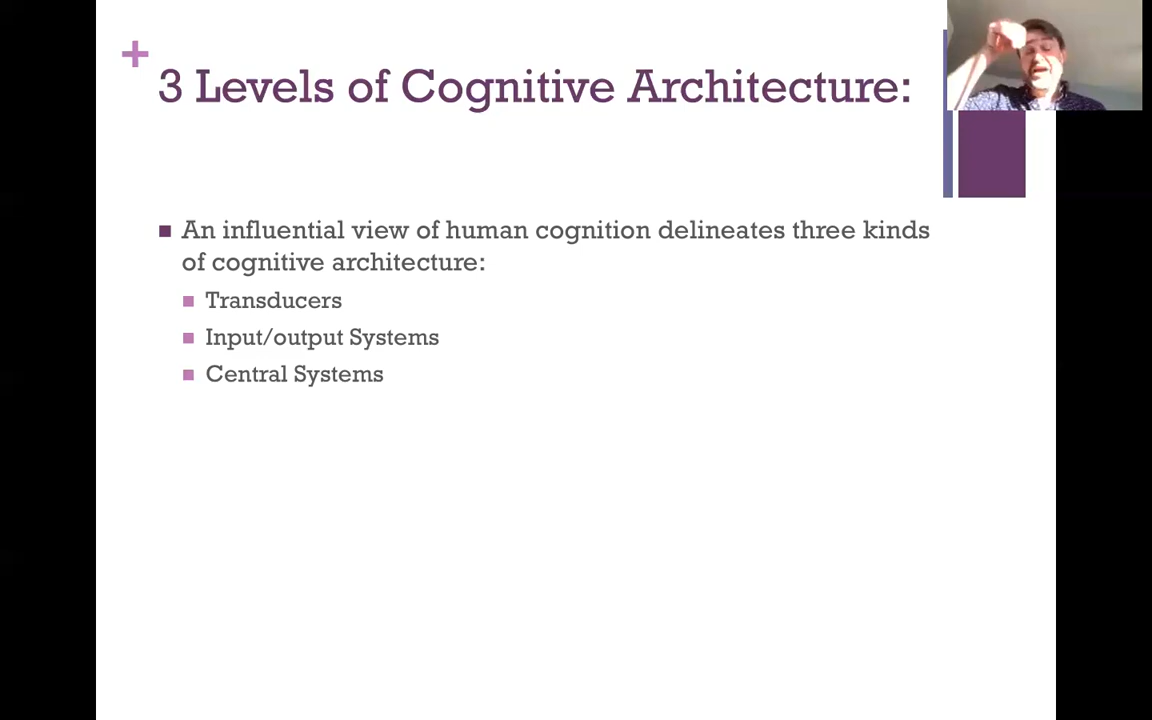 +
3 Levels of Cognitive Architecture:
An influential view of human cognition delineates three kinds
of cognitive architecture:
Transducers
Input/output Systems
Central Systems